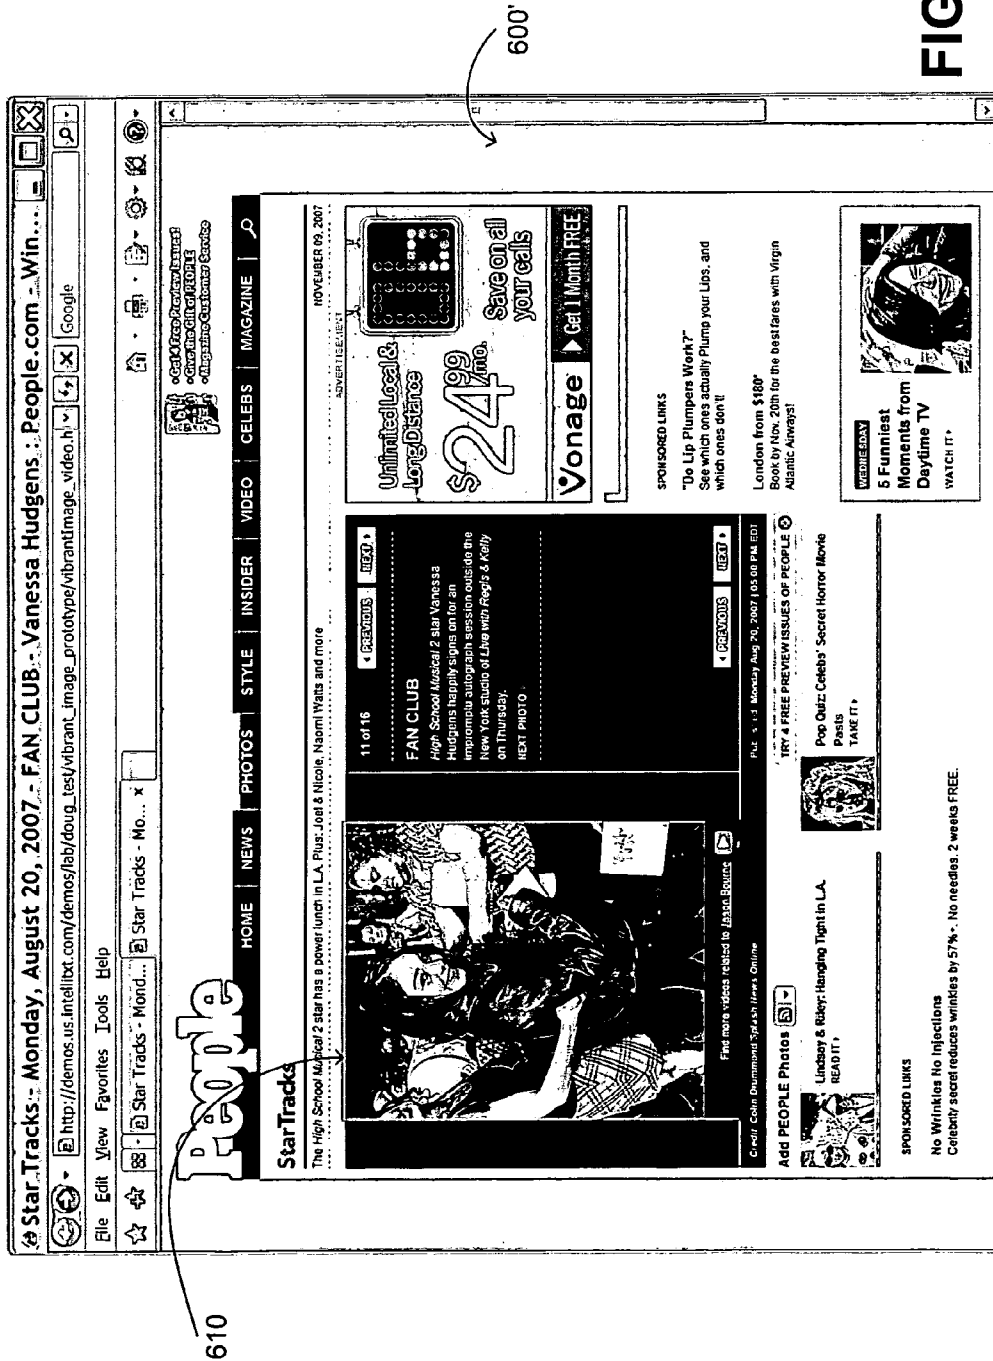 Star Tracks: Monday, August 20, 2007 - FAN CLUB - Vanessa Hudgens : People.com - Win...
http://demos.us.intellitxt.com/demos/lab/doug_test/vibrant_image_prototype/vibrantimage_video.h
Google
File Edit View Favorites Tools Help
Star Tracks - Mond...
Star Tracks - Mo... x
• Get 4 Free Preview Issues!
• Give the Gift of PEOPLE
• Magazine Customer Service
People
HOME | NEWS | PHOTOS | STYLE | INSIDER | VIDEO | CELEBS | MAGAZINE
StarTracks
NOVEMBER 09, 2007
The High School Musical 2 star has a power lunch in L.A. Plus: Joel & Nicole, Naomi Watts and more
ADVERTISEMENT
11 of 16
PREVIOUS
NEXT
FAN CLUB
High School Musical 2 star Vanessa
Hudgens happily signs on for an
impromptu autograph session outside the
New York studio of Live with Regis & Kelly
on Thursday.
NEXT PHOTO
PREVIOUS
NEXT
Find more videos related to Jason Bourne
Credit: Colin Drummond Splash News Online
Monday Aug 20, 2007 | 05:00 PM EDT
Unlimited Local &
Long Distance
$24.99
mo.
Save on all
your calls
Vonage
Get 1 Month FREE
SPONSORED LINKS
"Do Lip Plumpers Work?"
See which ones actually Plump your Lips, and
which ones don't!
London from $180*
Book by Nov. 20th for the best fares with Virgin
Atlantic Airways!
Add PEOPLE Photos
TRY 4 FREE PREVIEW ISSUES OF PEOPLE
Lindsay & Riley: Hanging Tight in L.A.
READ IT
Pop Quiz: Celebs' Secret Horror Movie
Pasts
TAKE IT
WEDNESDAY
5 Funniest
Moments from
Daytime TV
WATCH IT
SPONSORED LINKS
No Wrinkles No Injections
Celebrity secret reduces wrinkles by 57%+. No needles. 2 weeks FREE.
610
600'
FIG